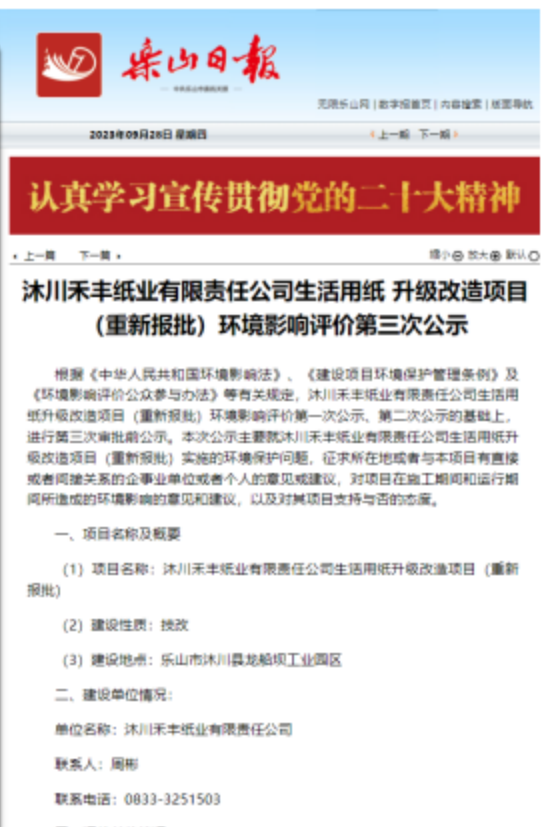 乐山日报
无限乐山网 | 数字报首页 | 内容搜索 | 版面导航
2023年09月28日 星期四
上一期 下一期
认真学习宣传贯彻党的二十大精神
上一篇 下一篇
缩小 放大 默认
沐川禾丰纸业有限责任公司生活用纸 升级改造项目
（重新报批）环境影响评价第三次公示
根据《中华人民共和国环境影响法》、《建设项目环境保护管理条例》及
《环境影响评价公众参与办法》等有关规定，沐川禾丰纸业有限责任公司生活用
纸升级改造项目（重新报批）环境影响评价第一次公示、第二次公示的基础上，
进行第三次审批前公示。本次公示主要就沐川禾丰纸业有限责任公司生活用纸升
级改造项目（重新报批）实施的环境保护问题，征求所在地或者与本项目有直接
或者间接关系的企事业单位或者个人的意见或建议，对项目在施工期间和运行期
间所造成的环境影响的意见和建议，以及对某项目支持与否的态度。
一、项目名称及概要
（1）项目名称：沐川禾丰纸业有限责任公司生活用纸升级改造项目（重新
报批）
（2）建设性质：技改
（3）建设地点：乐山市沐川县龙船坝工业园区
二、建设单位情况：
单位名称：沐川禾丰纸业有限责任公司
联系人：周彬
联系电话：0833-3251503